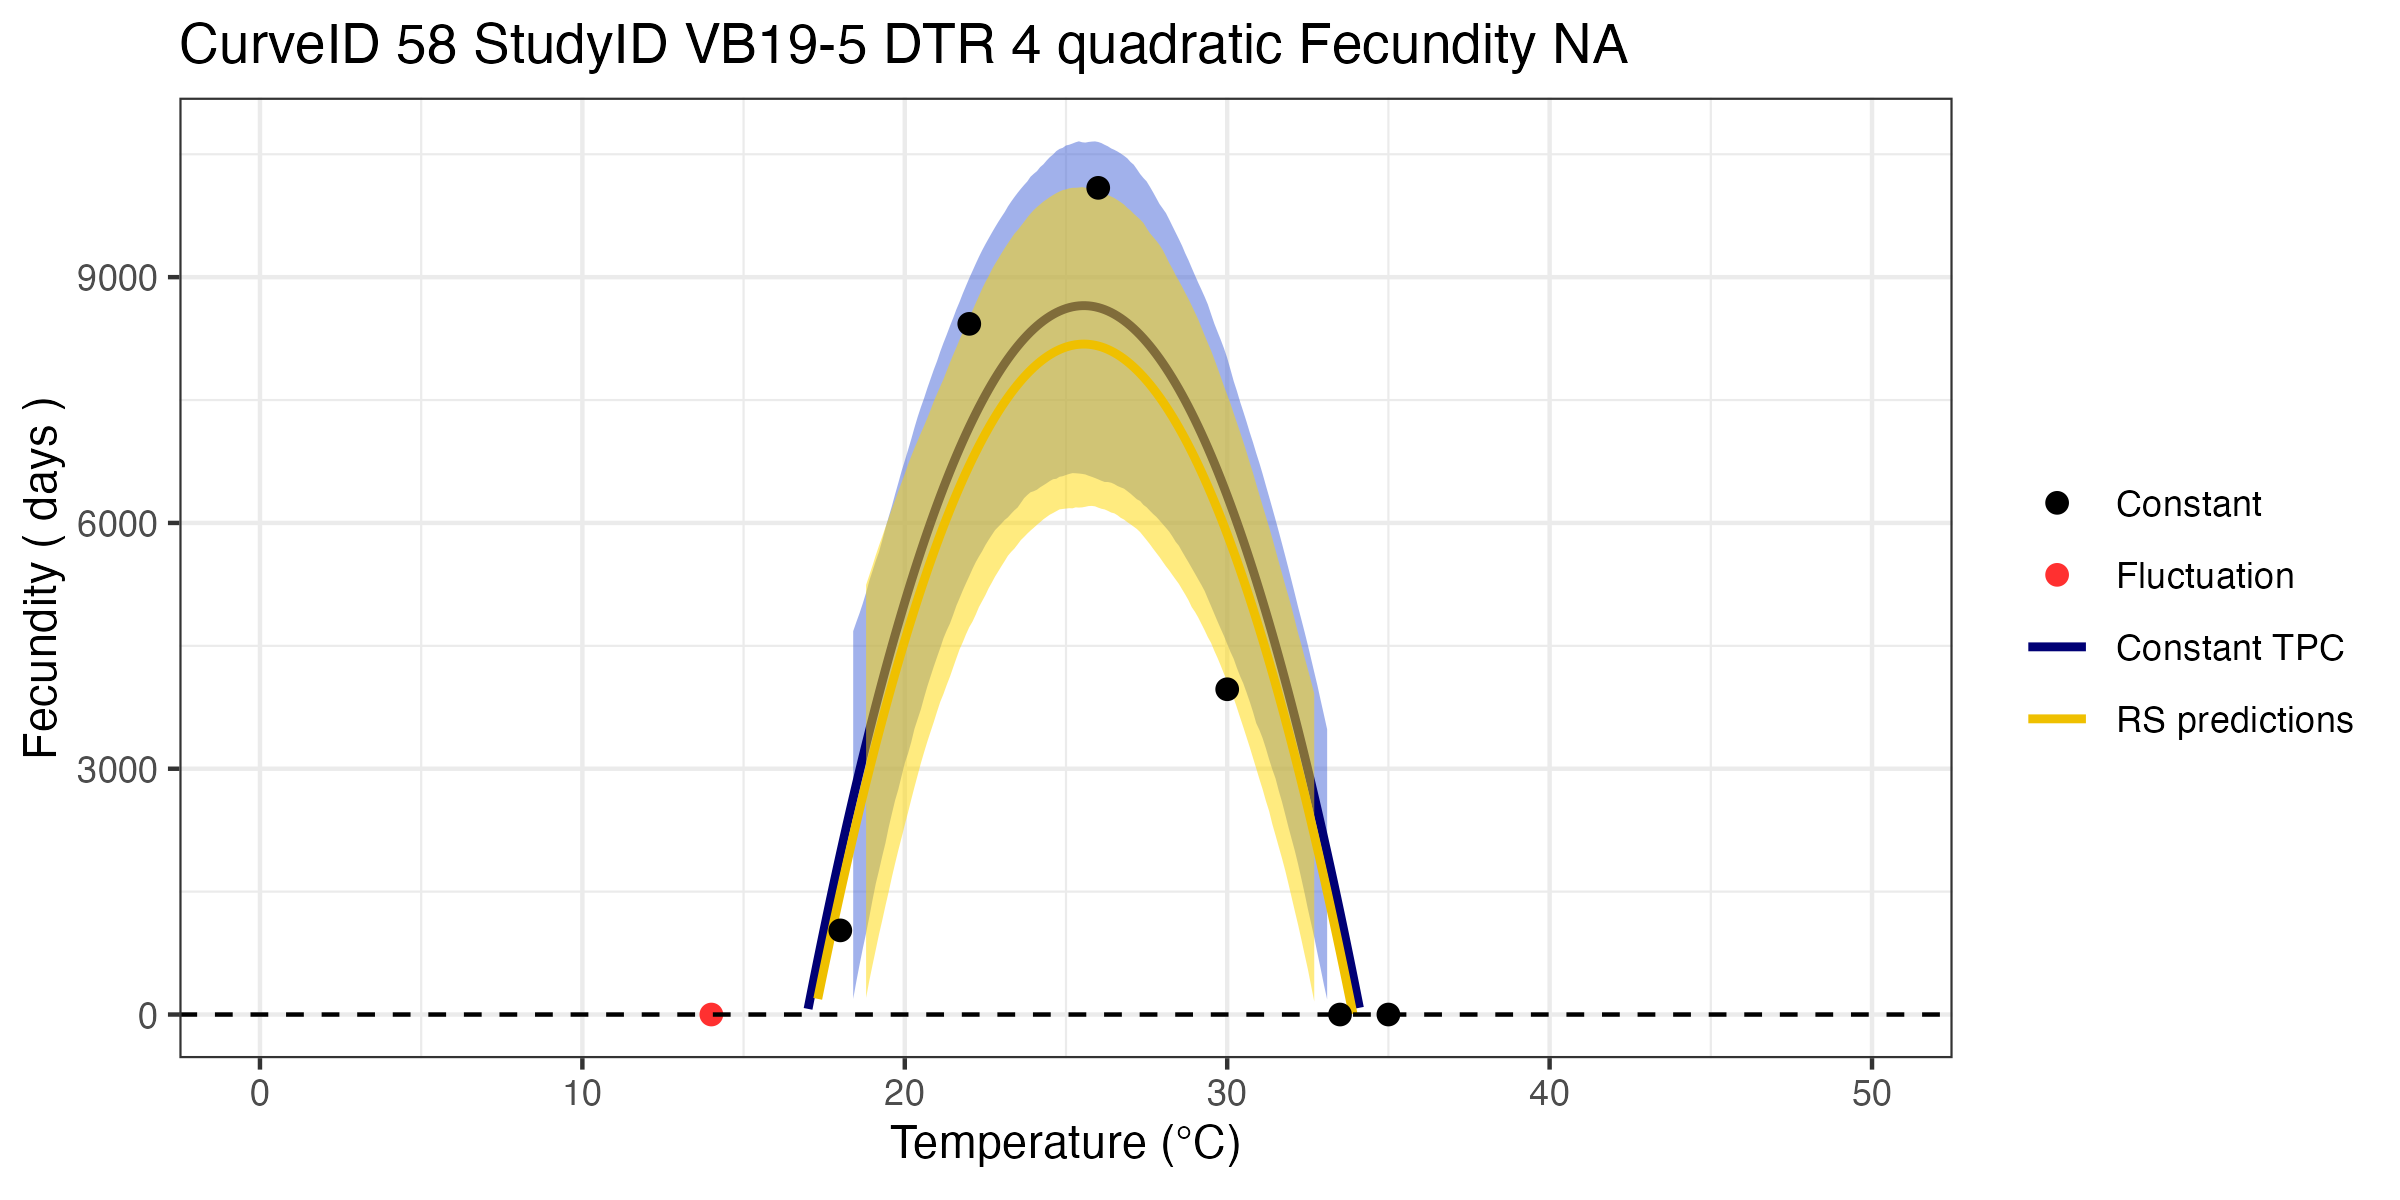 CurveID 58 StudyID VB19-5 DTR 4 quadratic Fecundity NA
Fecundity ( days )
9000
6000
3000
0
0 10 20 30 40 50
Temperature (°C)
Constant
Fluctuation
Constant TPC
RS predictions